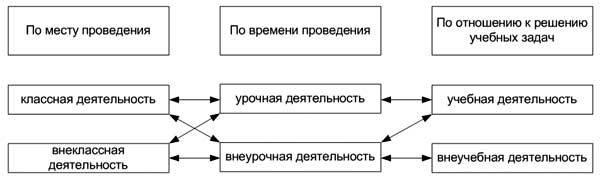 По месту проведения
По времени проведения
По отношению к решению
учебных задач
классная деятельность
урочная деятельность
учебная деятельность
внеклассная
деятельность
внеурочная деятельность
внеучебная деятельность